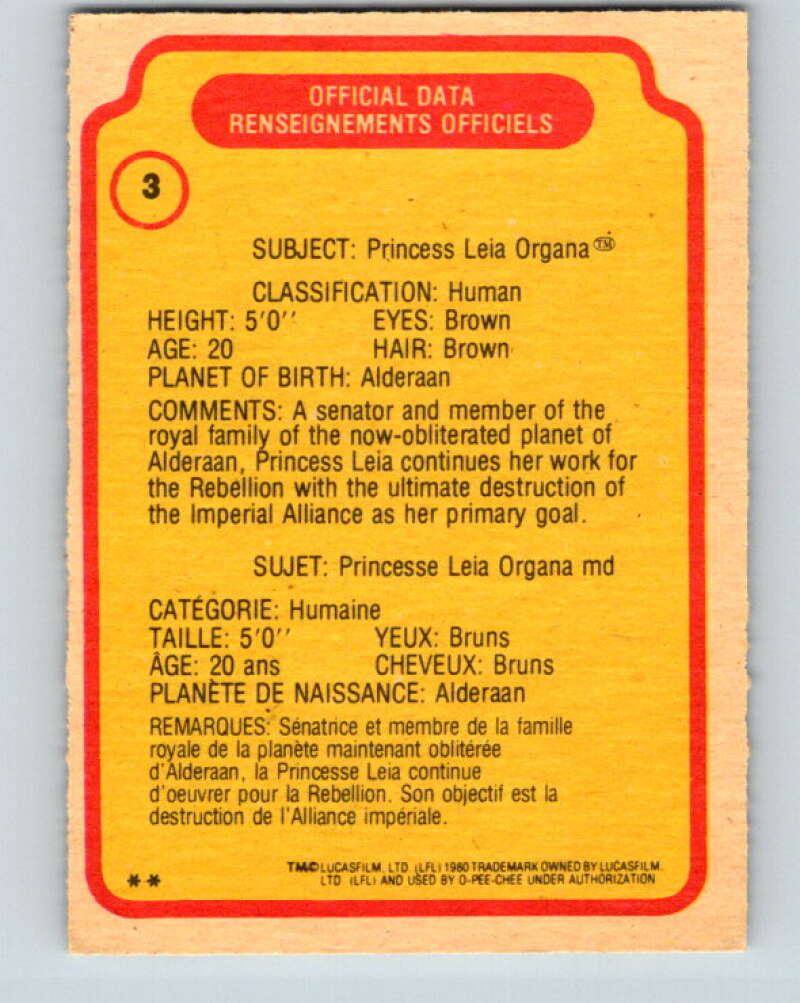 OFFICIAL DATA
RENSEIGNEMENTS OFFICIELS
3
SUBJECT: Princess Leia Organa™
CLASSIFICATION: Human
HEIGHT: 5'0'' EYES: Brown
AGE: 20 HAIR: Brown
PLANET OF BIRTH: Alderaan
COMMENTS: A senator and member of the
royal family of the now-obliterated planet of
Alderaan, Princess Leia continues her work for
the Rebellion with the ultimate destruction of
the Imperial Alliance as her primary goal.
SUJET: Princesse Leia Organa md
CATÉGORIE: Humaine
TAILLE: 5'0'' YEUX: Bruns
ÂGE: 20 ans CHEVEUX: Bruns
PLANÈTE DE NAISSANCE: Alderaan
REMARQUES: Sénatrice et membre de la famille
royale de la planète maintenant oblitérée
d'Alderaan, la Princesse Leia continue
d'oeuvrer pour la Rebellion. Son objectif est la
destruction de l'Alliance impériale.
TM© LUCASFILM, LTD. (LFL) 1980 TRADEMARK OWNED BY LUCASFILM,
LTD. (LFL) AND USED BY O-PEE-CHEE UNDER AUTHORIZATION
**